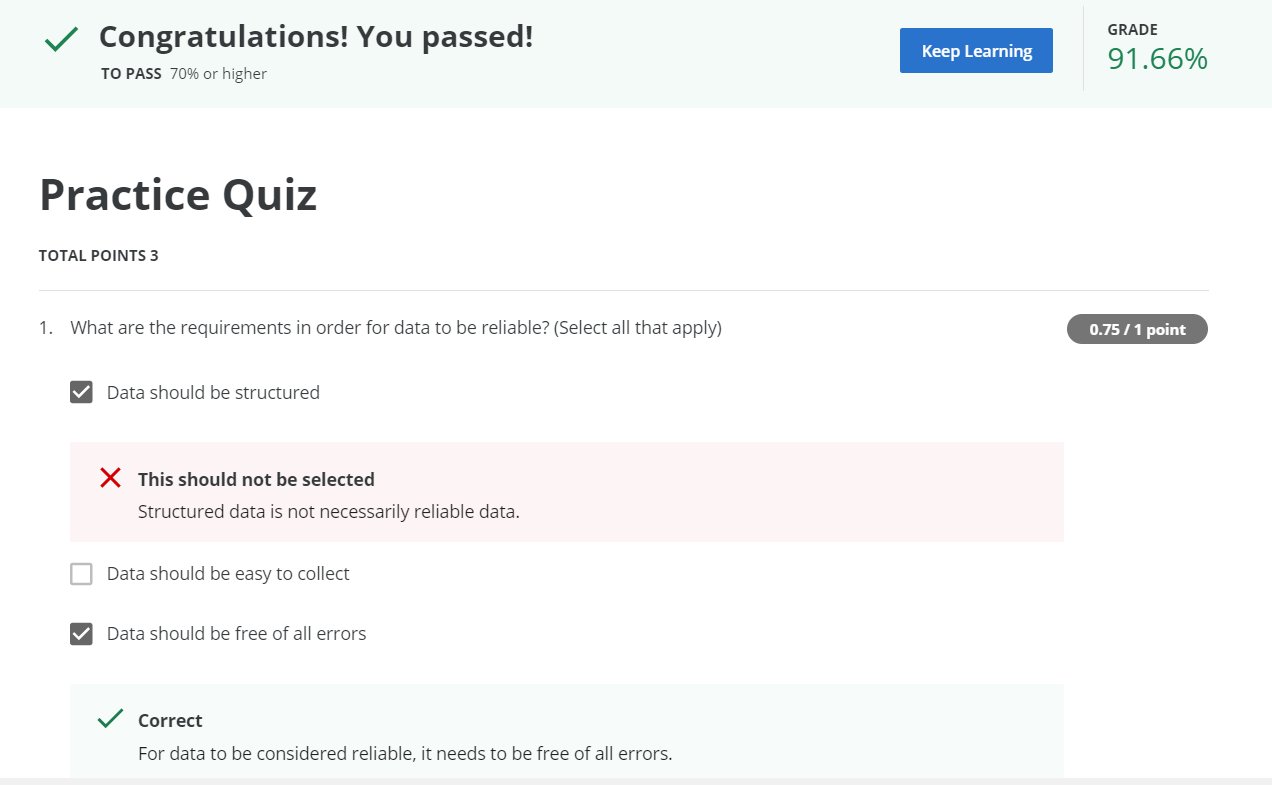 Congratulations! You passed!
TO PASS 70% or higher
Keep Learning
GRADE
91.66%
Practice Quiz
TOTAL POINTS 3
1. What are the requirements in order for data to be reliable? (Select all that apply)
0.75 / 1 point
Data should be structured
This should not be selected
Structured data is not necessarily reliable data.
Data should be easy to collect
Data should be free of all errors
Correct
For data to be considered reliable, it needs to be free of all errors.